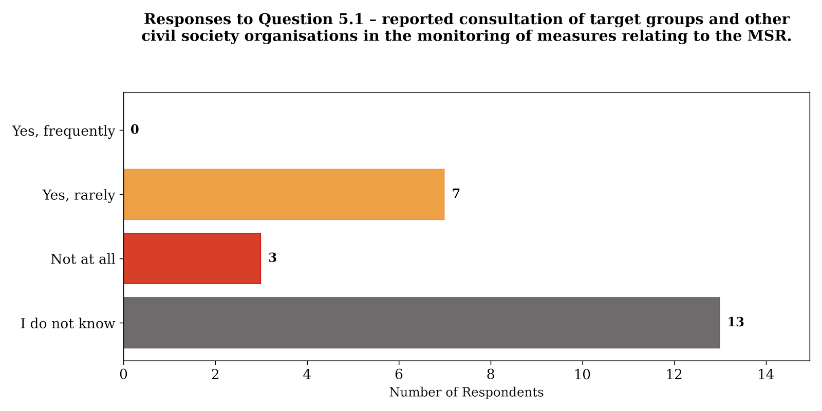 Responses to Question 5.1 – reported consultation of target groups and other
civil society organisations in the monitoring of measures relating to the MSR.
Yes, frequently
0
Yes, rarely
7
Not at all
3
I do not know
13
0 2 4 6 8 10 12 14
Number of Respondents